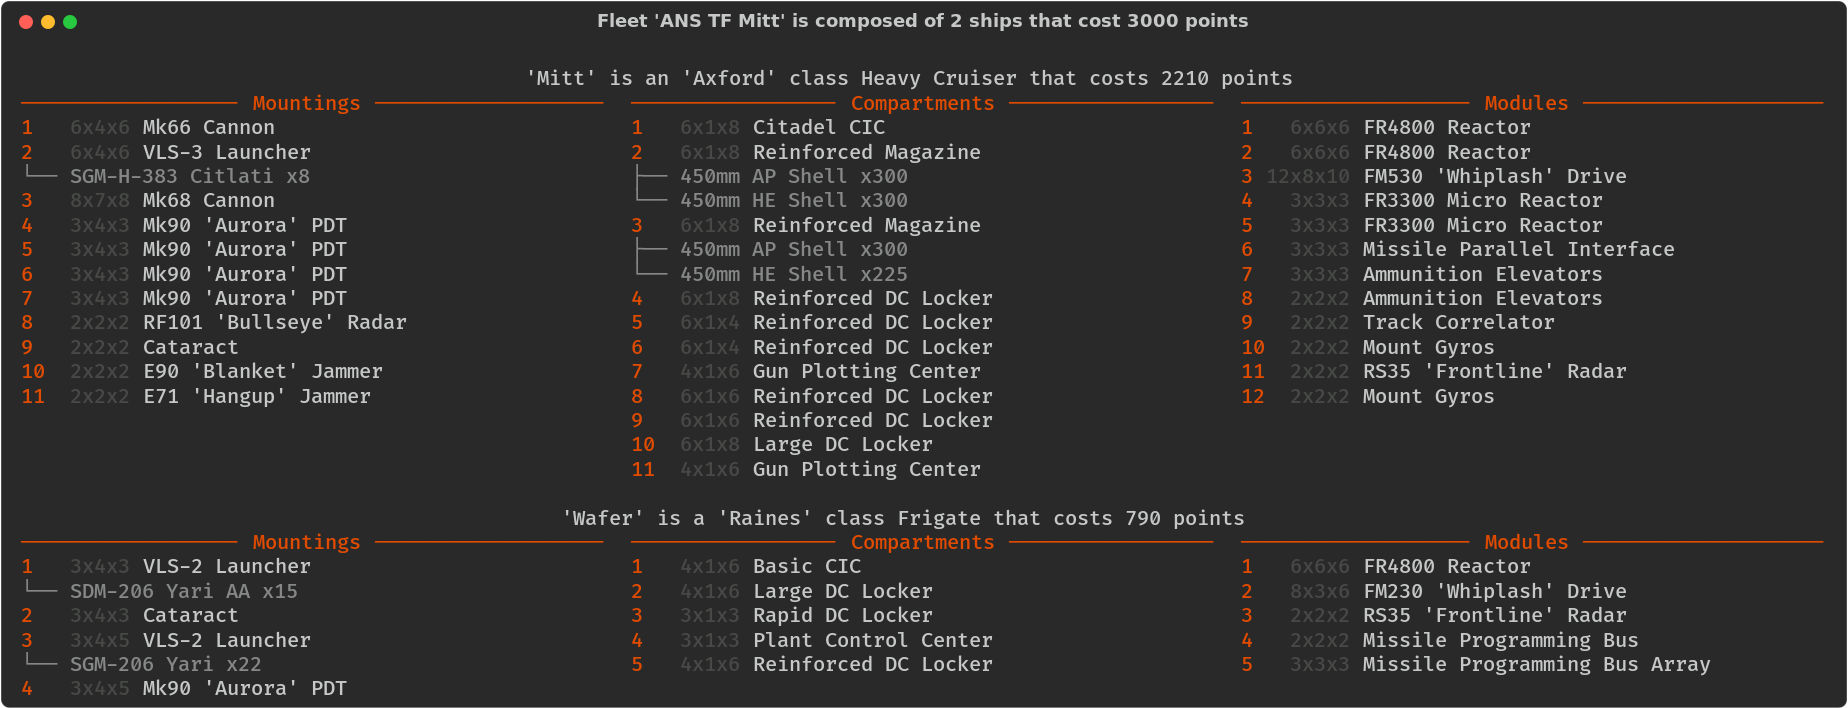 Fleet 'ANS TF Mitt' is composed of 2 ships that cost 3000 points
'Mitt' is an 'Axford' class Heavy Cruiser that costs 2210 points
Mountings
1 6x4x6 Mk66 Cannon
2 6x4x6 VLS-3 Launcher
SGM-H-383 Citlati x8
3 8x7x8 Mk68 Cannon
4 3x4x3 Mk90 'Aurora' PDT
5 3x4x3 Mk90 'Aurora' PDT
6 3x4x3 Mk90 'Aurora' PDT
7 3x4x3 Mk90 'Aurora' PDT
8 2x2x2 RF101 'Bullseye' Radar
9 2x2x2 Cataract
10 2x2x2 E90 'Blanket' Jammer
11 2x2x2 E71 'Hangup' Jammer
Compartments
1 6x1x8 Citadel CIC
2 6x1x8 Reinforced Magazine
450mm AP Shell x300
450mm HE Shell x300
3 6x1x8 Reinforced Magazine
450mm AP Shell x300
450mm HE Shell x225
4 6x1x8 Reinforced DC Locker
5 6x1x4 Reinforced DC Locker
6 6x1x4 Reinforced DC Locker
7 4x1x6 Gun Plotting Center
8 6x1x6 Reinforced DC Locker
9 6x1x6 Reinforced DC Locker
10 6x1x8 Large DC Locker
11 4x1x6 Gun Plotting Center
Modules
1 6x6x6 FR4800 Reactor
2 6x6x6 FR4800 Reactor
3 12x8x10 FM530 'Whiplash' Drive
4 3x3x3 FR3300 Micro Reactor
5 3x3x3 FR3300 Micro Reactor
6 3x3x3 Missile Parallel Interface
7 3x3x3 Ammunition Elevators
8 2x2x2 Ammunition Elevators
9 2x2x2 Track Correlator
10 2x2x2 Mount Gyros
11 2x2x2 RS35 'Frontline' Radar
12 2x2x2 Mount Gyros
'Wafer' is a 'Raines' class Frigate that costs 790 points
Mountings
1 3x4x3 VLS-2 Launcher
SDM-206 Yari AA x15
2 3x4x3 Cataract
3 3x4x5 VLS-2 Launcher
SGM-206 Yari x22
4 3x4x5 Mk90 'Aurora' PDT
Compartments
1 4x1x6 Basic CIC
2 4x1x6 Large DC Locker
3 3x1x3 Rapid DC Locker
4 3x1x3 Plant Control Center
5 4x1x6 Reinforced DC Locker
Modules
1 6x6x6 FR4800 Reactor
2 8x3x6 FM230 'Whiplash' Drive
3 2x2x2 RS35 'Frontline' Radar
4 2x2x2 Missile Programming Bus
5 3x3x3 Missile Programming Bus Array